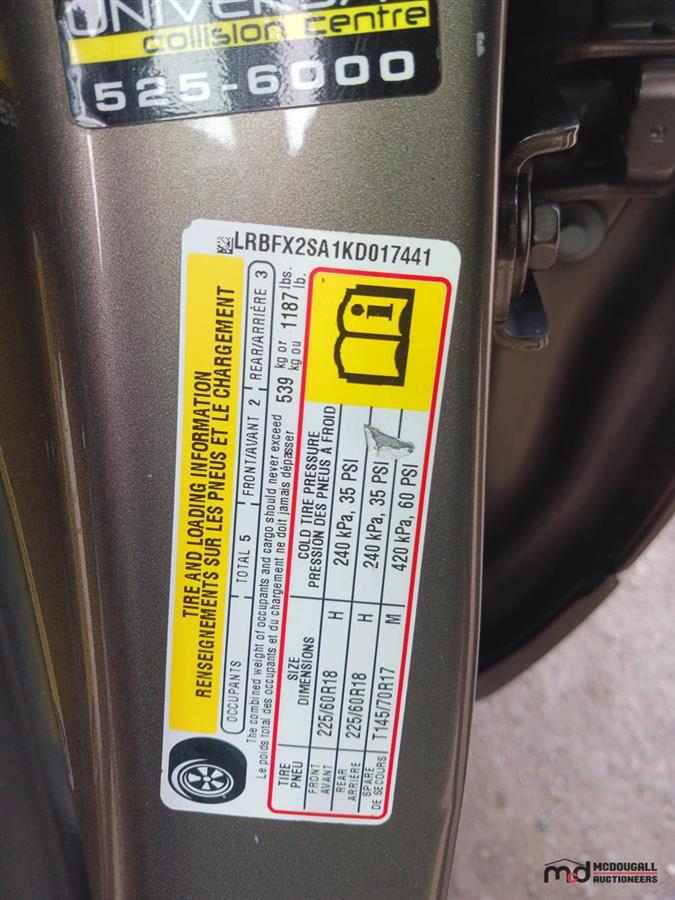 collision centre
525-6000
LRBFX2SA1KD017441
TIRE AND LOADING INFORMATION
RENSEIGNEMENTS SUR LES PNEUS ET LE CHARGEMENT
OCCUPANTS TOTAL 5 FRONT/AVANT 2 REAR/ARRIÈRE 3
The combined weight of occupants and cargo should never exceed 539 kg or 1187 lbs.
Le poids total des occupants et du chargement ne doit jamais dépasser kg ou lb.
TIRE SIZE COLD TIRE PRESSURE
PNEU DIMENSIONS PRESSION DES PNEUS À FROID
FRONT
AVANT 225/60R18 H 240 kPa, 35 PSI
REAR
ARRIÈRE 225/60R18 H 240 kPa, 35 PSI
SPARE
DE SECOURS T145/70R17 M 420 kPa, 60 PSI
i
md MCDOUGALL
AUCTIONEERS